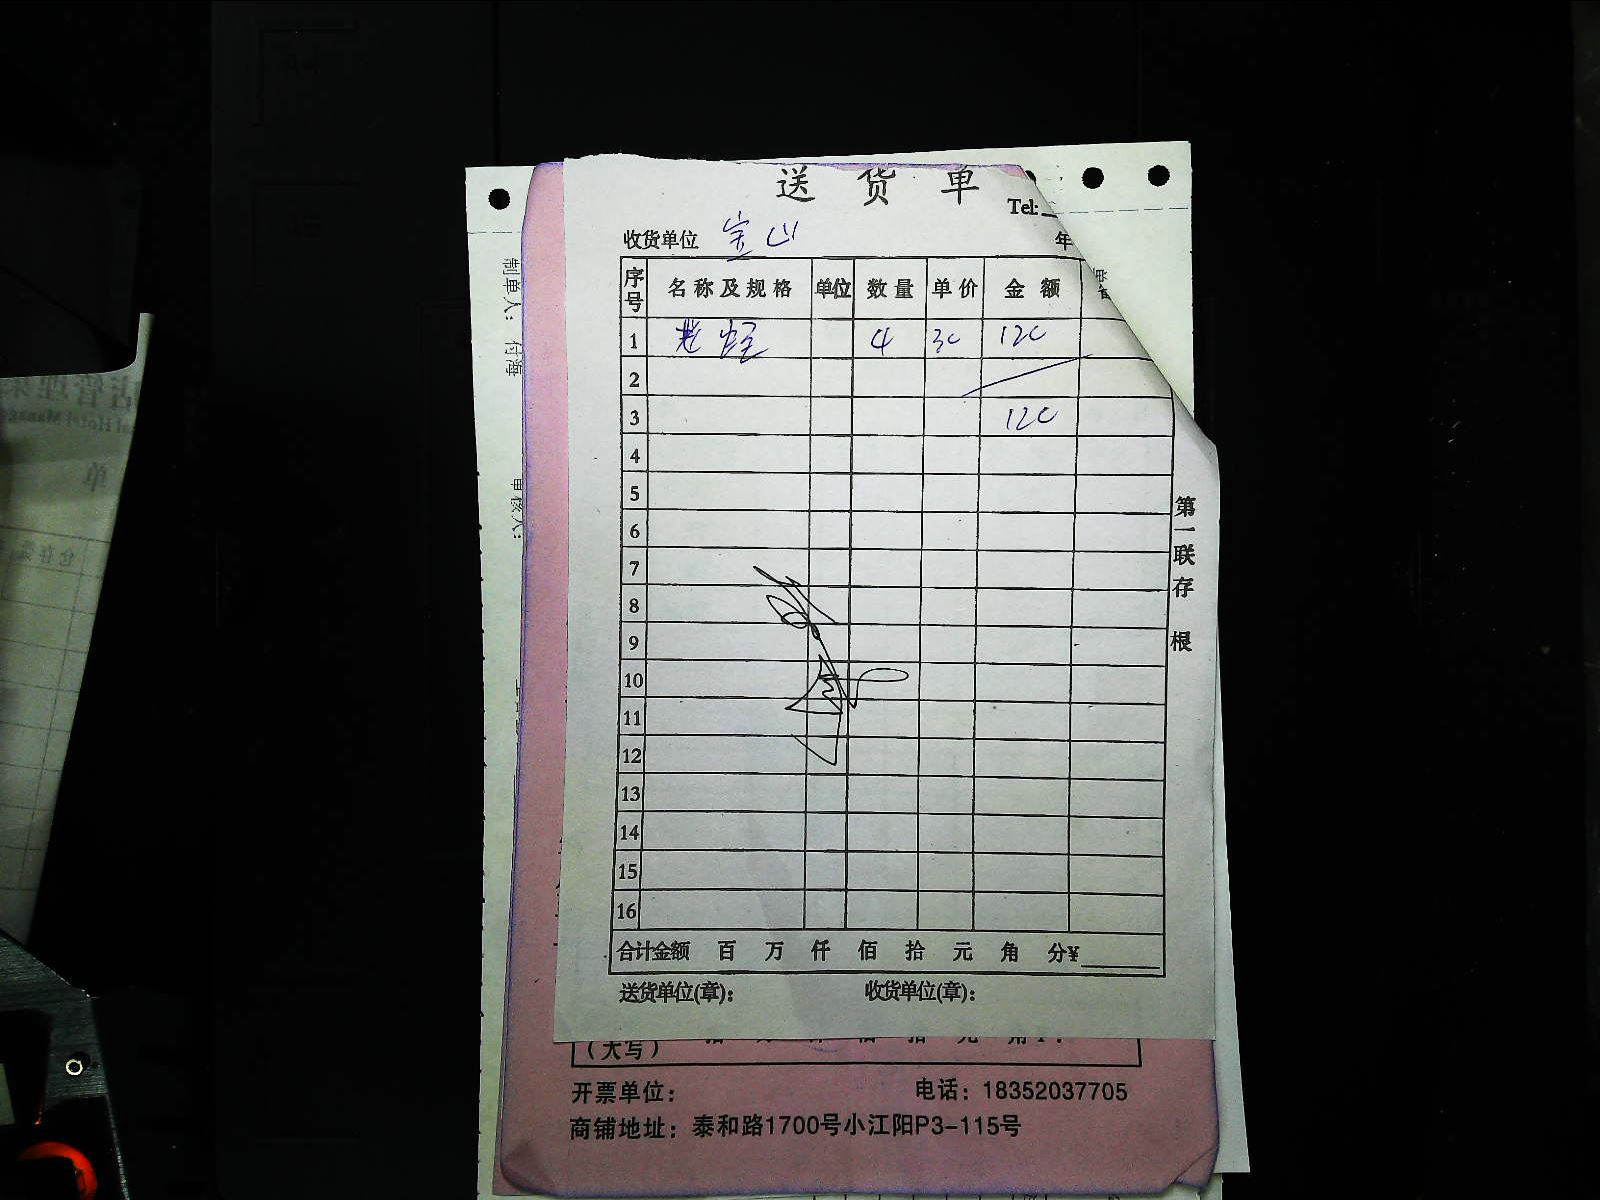 送 货 单
Tel:
收货单位 宝山 年
序号 名称及规格 单位 数量 单价 金额
1 4 30 120
2
3 120
4
5
6
7
8
9
10
11
12
13
14
15
16
合计金额 百 万 仟 佰 拾 元 角 分¥
送货单位(章): 收货单位(章):
第一联存根
制单人: 付海
审核人:
(大写)
开票单位: 电话: 18352037705
商铺地址: 泰和路1700号小江阳P3-115号
单